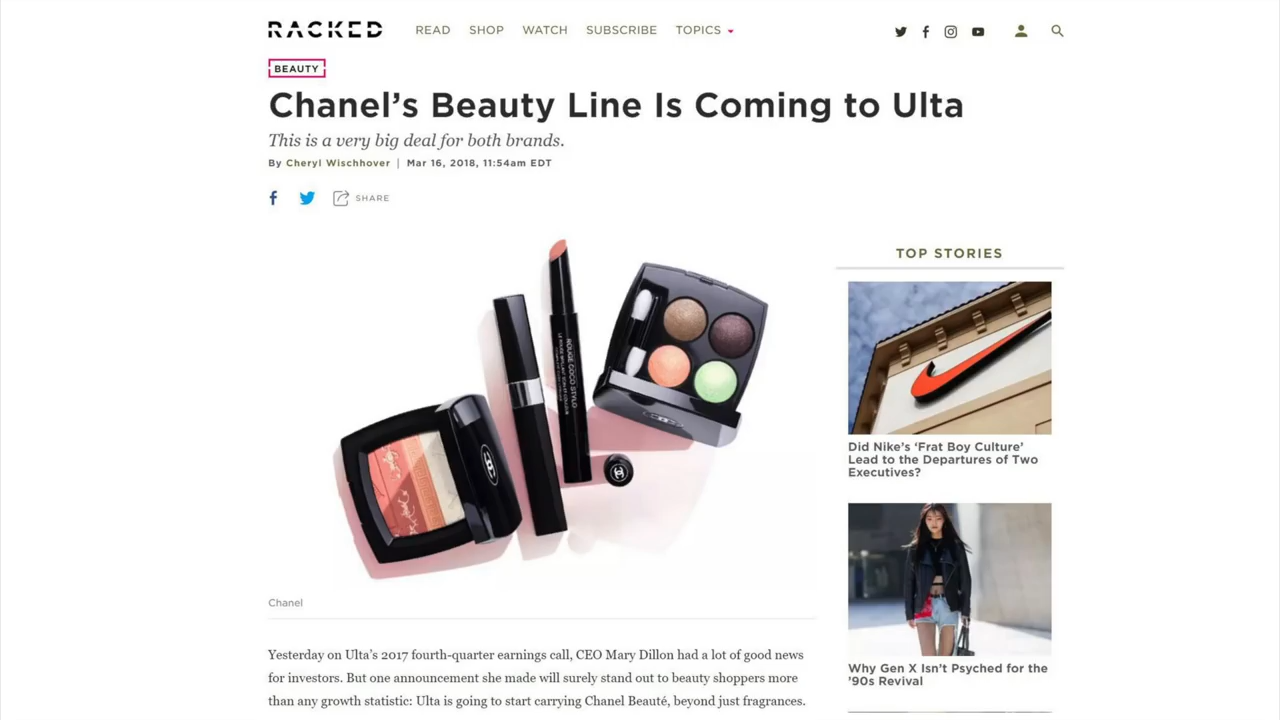 RACKED
READ SHOP WATCH SUBSCRIBE TOPICS
BEAUTY
Chanel’s Beauty Line Is Coming to Ulta
This is a very big deal for both brands.
By Cheryl Wischhover | Mar 16, 2018, 11:54am EDT
SHARE
ROUGE COCO STYLO
Chanel
Yesterday on Ulta’s 2017 fourth-quarter earnings call, CEO Mary Dillon had a lot of good news
for investors. But one announcement she made will surely stand out to beauty shoppers more
than any growth statistic: Ulta is going to start carrying Chanel Beauté, beyond just fragrances.
TOP STORIES
Did Nike’s ‘Frat Boy Culture’
Lead to the Departures of Two
Executives?
Why Gen X Isn’t Psyched for the
’90s Revival